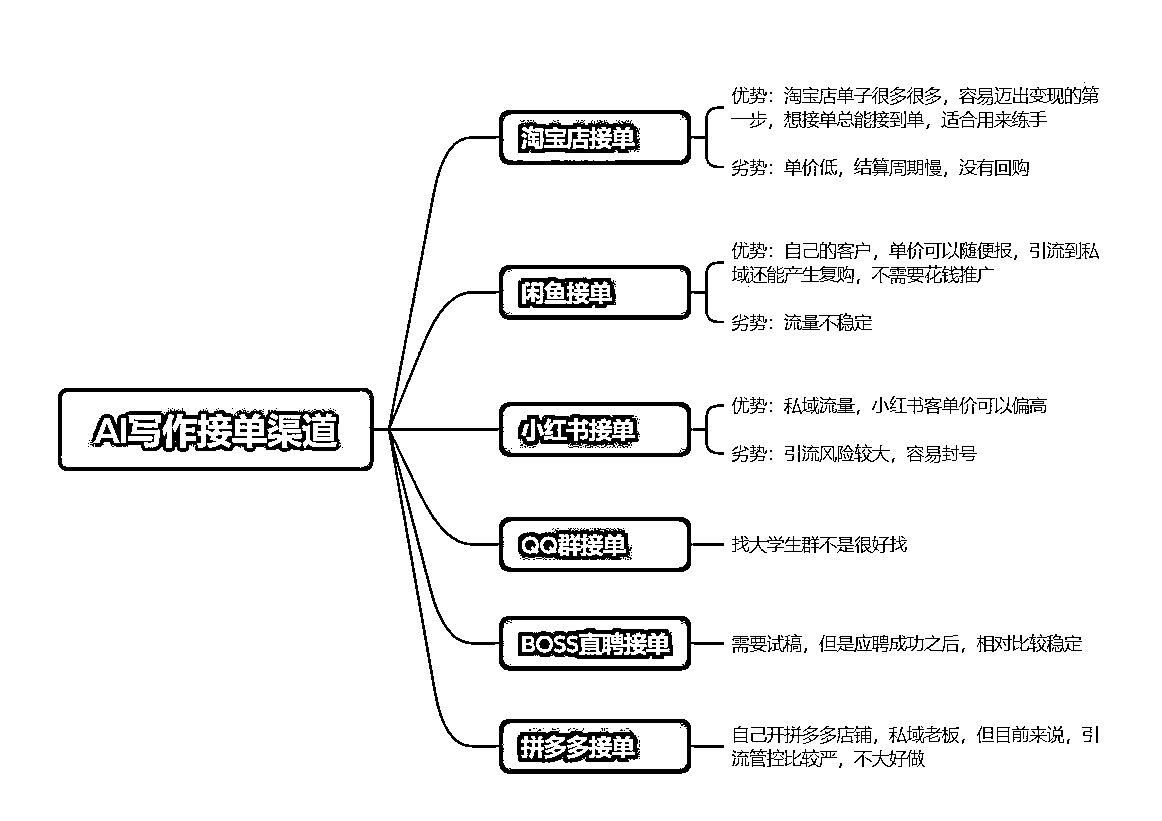 AI写作接单渠道
淘宝店接单
优势：淘宝店单子很多很多，容易迈出变现的第
一步，想接单总能接到单，适合用来练手
劣势：单价低，结算周期慢，没有回购
闲鱼接单
优势：自己的客户，单价可以随便报，引流到私
域还能产生复购，不需要花钱推广
劣势：流量不稳定
小红书接单
优势：私域流量，小红书客单价可以偏高
劣势：引流风险较大，容易封号
QQ群接单
找大学生群不是很好找
BOSS直聘接单
需要试稿，但是应聘成功之后，相对比较稳定
拼多多接单
自己开拼多多店铺，私域老板，但目前来说，引
流管控比较严，不大好做